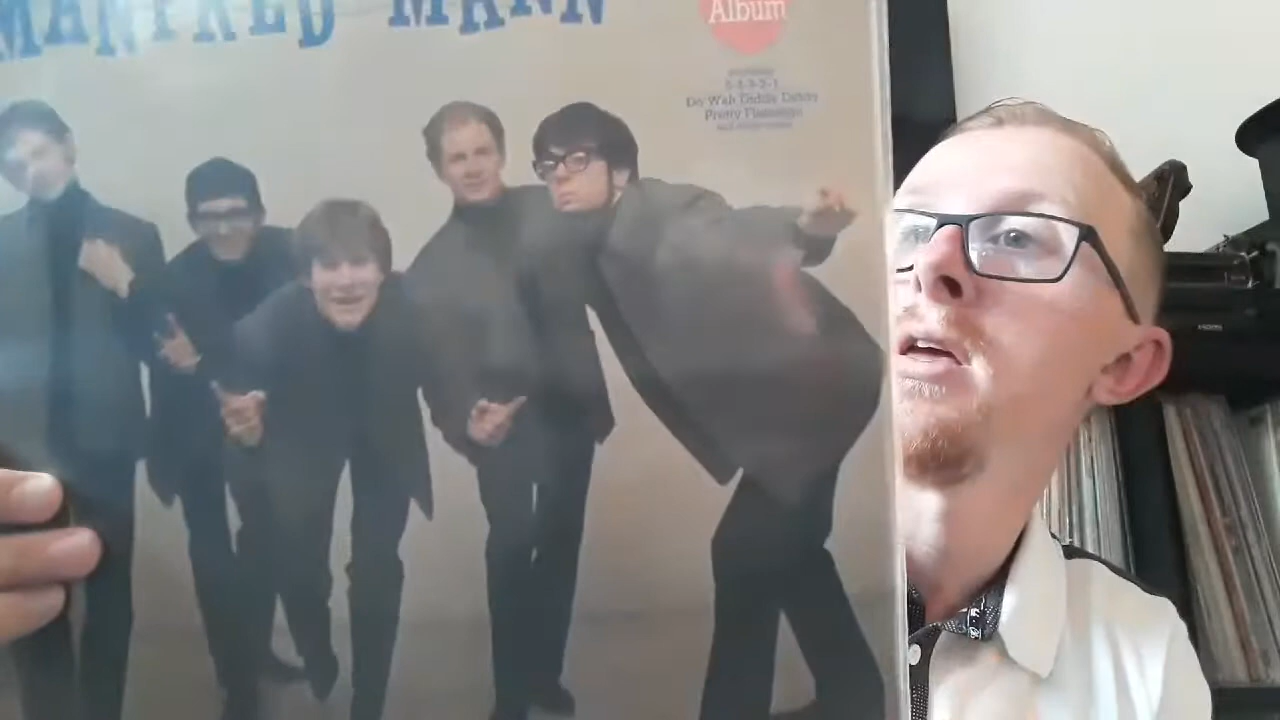 MANFRED MANN
Album
5-4-3-2-1
Do Wah Diddy Diddy
Pretty Flamingo